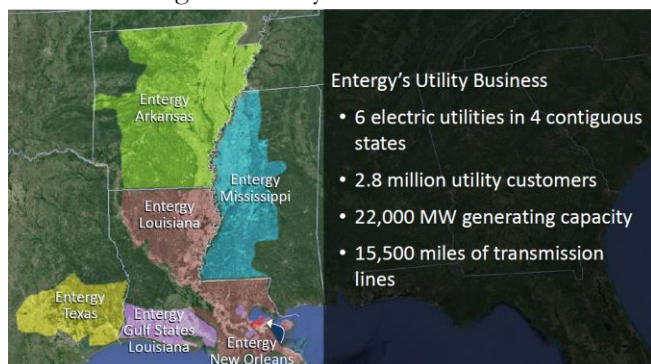 Entergy
Arkansas
Entergy
Mississippi
Entergy
Louisiana
Entergy
Texas
Entergy
Gulf States
Louisiana
Entergy
New Orleans
Entergy's Utility Business
• 6 electric utilities in 4 contiguous
states
• 2.8 million utility customers
• 22,000 MW generating capacity
• 15,500 miles of transmission
lines